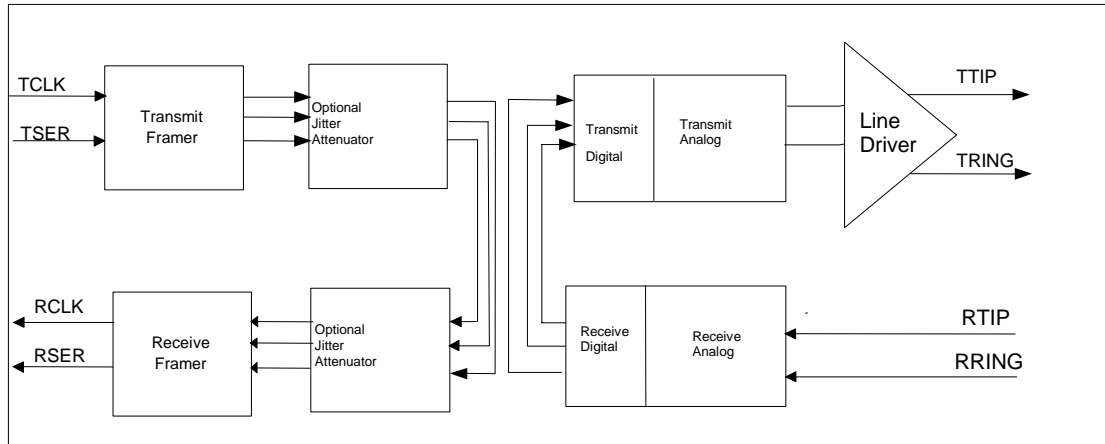 TCLK
TSER
Transmit
Framer
Optional
Jitter
Attenuator
Transmit
Digital
Transmit
Analog
Line
Driver
TTIP
TRING
RCLK
RSER
Receive
Framer
Optional
Jitter
Attenuator
Receive
Digital
Receive
Analog
RTIP
RRING